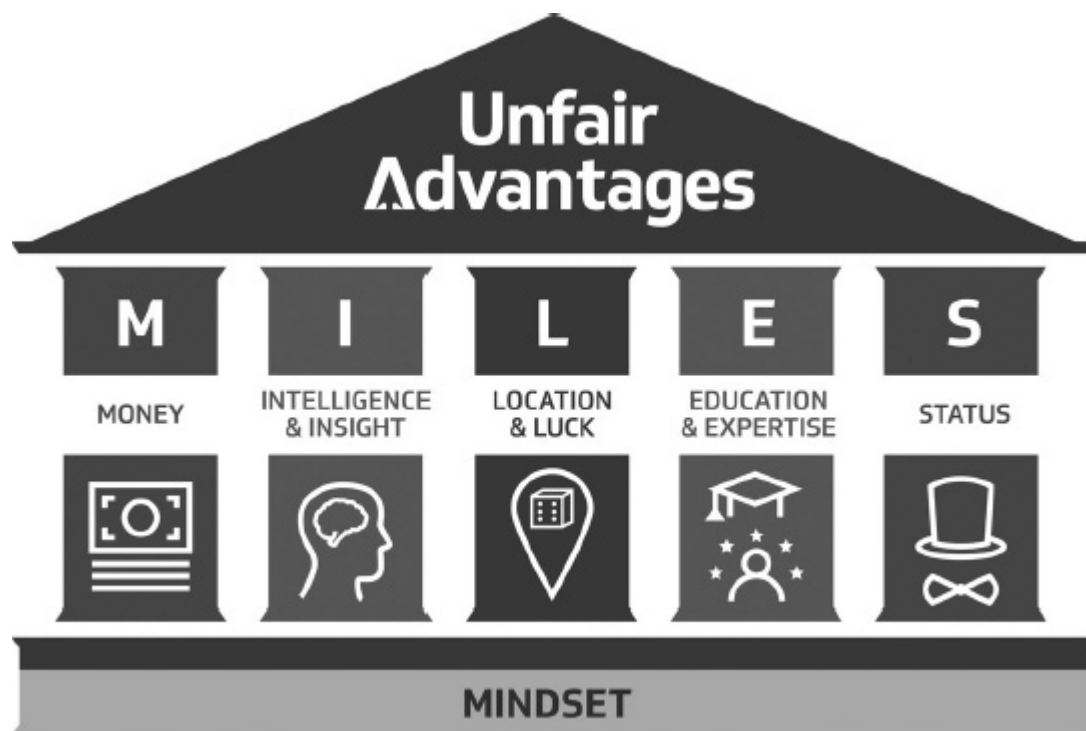 Unfair
Advantages
M I L E S
MONEY
INTELLIGENCE
& INSIGHT
LOCATION
& LUCK
EDUCATION
& EXPERTISE
STATUS
MINDSET